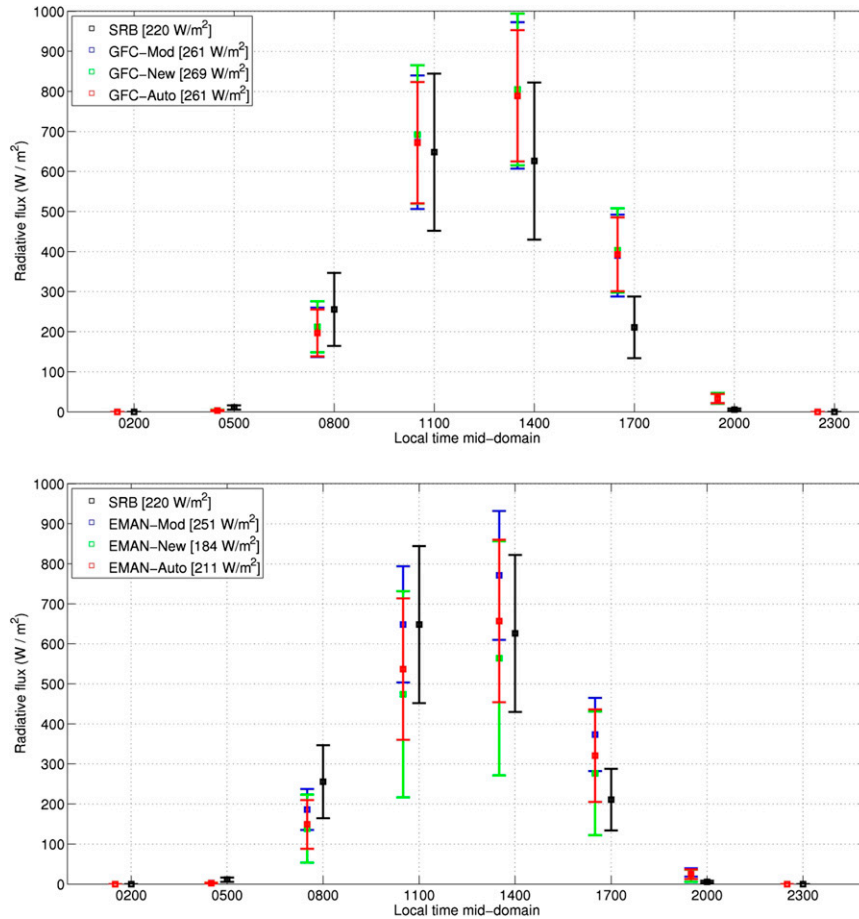 1000
900
800
700
600
500
400
300
200
100
0
Radiative flux (W / m²)
SRB [220 W/m²]
GFC−Mod [261 W/m²]
GFC−New [269 W/m²]
GFC−Auto [261 W/m²]
0200 0500 0800 1100 1400 1700 2000 2300
Local time mid−domain
1000
900
800
700
600
500
400
300
200
100
0
Radiative flux (W / m²)
SRB [220 W/m²]
EMAN−Mod [251 W/m²]
EMAN−New [184 W/m²]
EMAN−Auto [211 W/m²]
0200 0500 0800 1100 1400 1700 2000 2300
Local time mid−domain